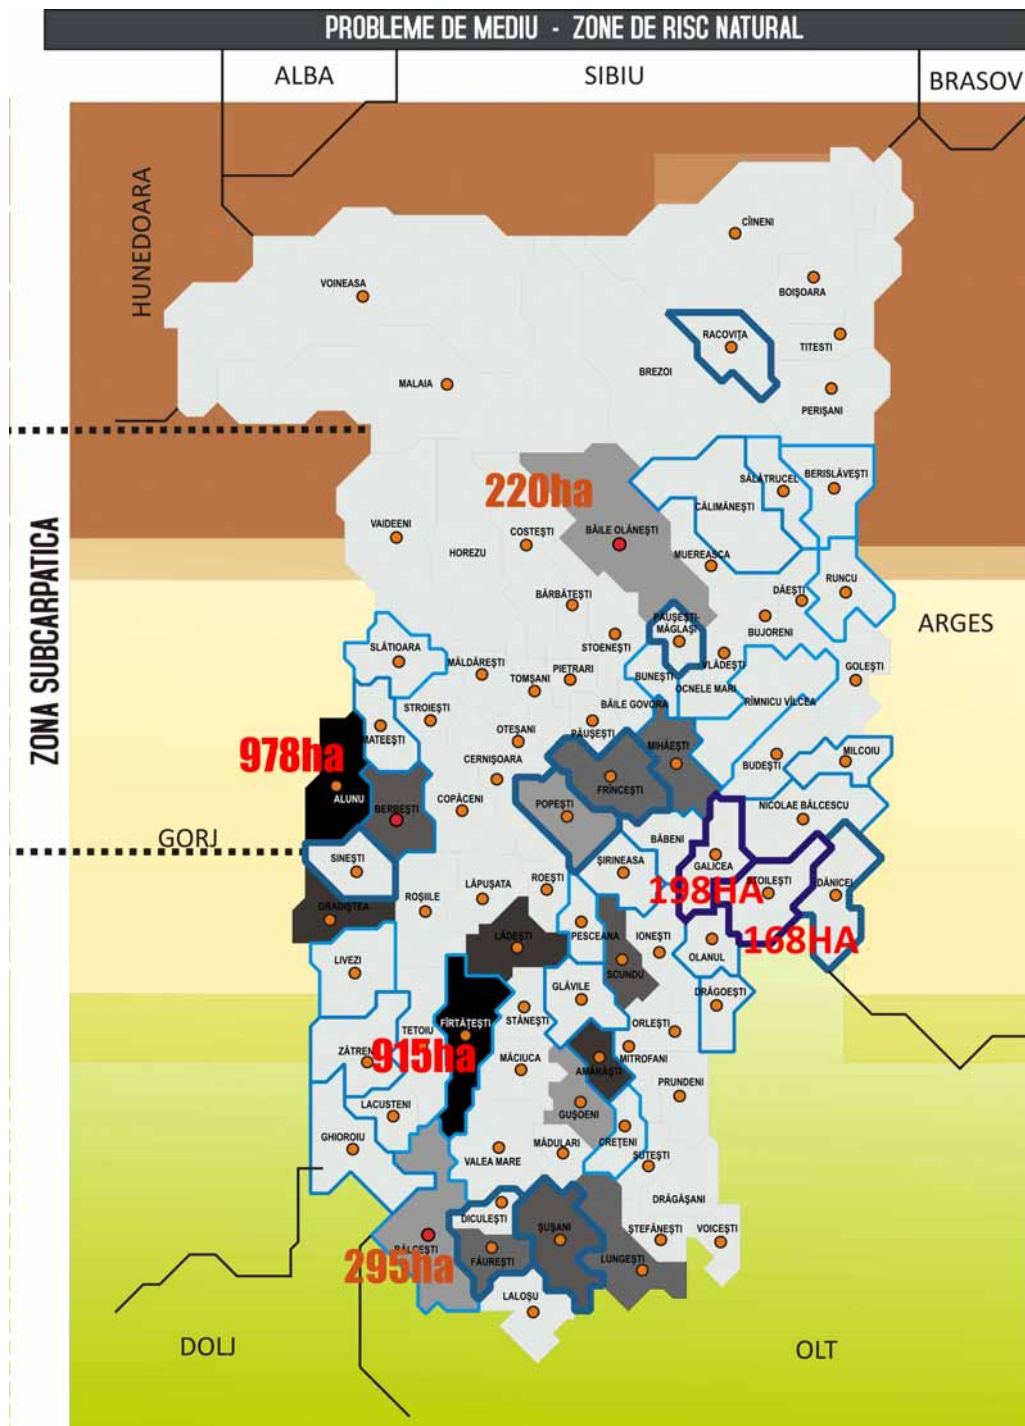 PROBLEME DE MEDIU - ZONE DE RISC NATURAL
ALBA
SIBIU
BRASOV
HUNEDOARA
CÎINENI
VOINEASA
BOIŞOARA
RACOVIŢA
TITESTI
BREZOI
MALAIA
PERIŞANI
ZONA SUBCARPATICA
220ha
SĂLĂTRUCEL
BERISLĂVEŞTI
CĂLIMĂNEŞTI
VAIDEENI
COSTEŞTI
BĂILE OLĂNEŞTI
HOREZU
MUEREASCA
RUNCU
DĂEŞTI
BĂRBĂTEŞTI
BUJORENI
ARGES
PĂUŞEŞTI-
MĂGLAŞI
STOENEŞTI
SLĂTIOARA
MĂLDĂREŞTI
VLĂDEŞTI
GOLEŞTI
PIETRARI
TOMŞANI
BUNEŞTI
OCNELE MARI
RÎMNICU VÎLCEA
BĂILE GOVORA
STROIEŞTI
PĂUŞEŞTI
MATEEŞTI
OTEŞANI
MIHĂEŞTI
MILCOIU
978ha
CERNIŞOARA
BUDEŞTI
ALUNU
FRÎNCEŞTI
COPĂCENI
POPEŞTI
BERBEŞTI
NICOLAE BĂLCESCU
GORJ
BĂBENI
SINEŞTI
ŞIRINEASA
GALICEA
STOILEŞTI
DĂNICEI
198HA
ROEŞTI
LĂPUŞATA
ROŞIILE
GRĂDIŞTEA
LĂDEŞTI
PESCEANA
IONEŞTI
168HA
OLANUL
LIVEZI
SCUNDU
GLĂVILE
DRĂGOEŞTI
FÎRTĂŢEŞTI
STĂNEŞTI
TETOIU
ORLEŞTI
ZĂTRENI
915ha
MĂCIUCA
MITROFANI
AMĂRĂŞTI
PRUNDENI
LACUSTENI
GUŞOENI
GHIOROIU
CREŢENI
MĂDULARI
VALEA MARE
SUTEŞTI
DRĂGĂŞANI
DICULEŞTI
ŞUŞANI
ŞTEFĂNEŞTI
VOICEŞTI
BĂLCEŞTI
FĂUREŞTI
LUNGEŞTI
295ha
LALOŞU
DOLJ
OLT